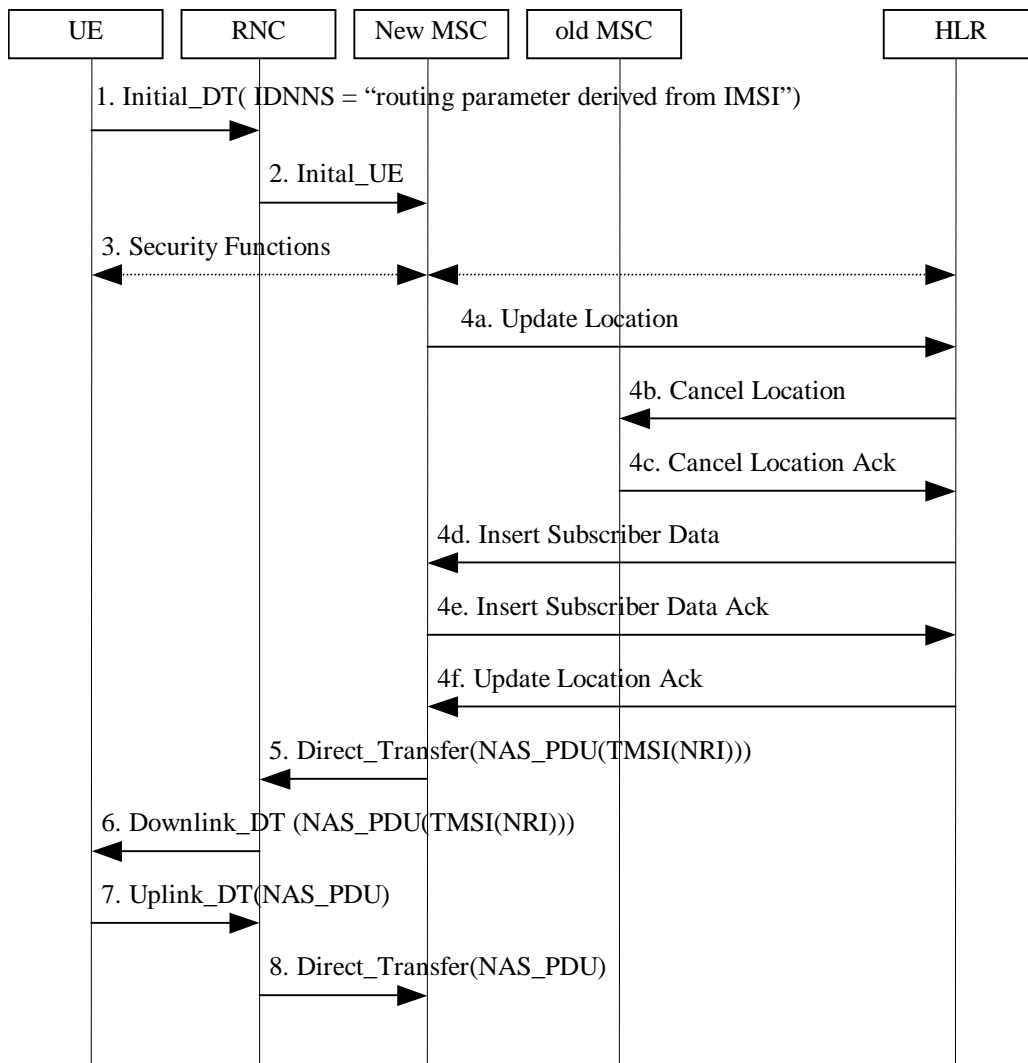 UE RNC New MSC old MSC HLR
1. Initial_DT( IDNNS = “routing parameter derived from IMSI”)
2. Inital_UE
3. Security Functions
4a. Update Location
4b. Cancel Location
4c. Cancel Location Ack
4d. Insert Subscriber Data
4e. Insert Subscriber Data Ack
4f. Update Location Ack
5. Direct_Transfer(NAS_PDU(TMSI(NRI)))
6. Downlink_DT (NAS_PDU(TMSI(NRI)))
7. Uplink_DT(NAS_PDU)
8. Direct_Transfer(NAS_PDU)